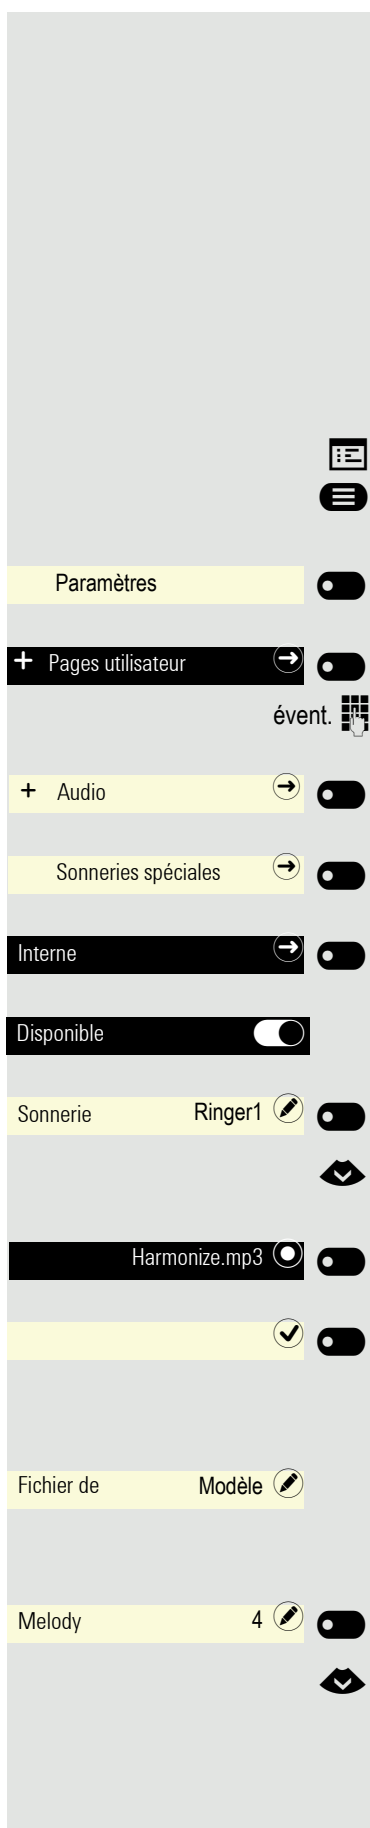 Paramètres
+ Pages utilisateur
évent.
+ Audio
Sonneries spéciales
Interne
Disponible
Sonnerie Ringer1
Harmonize.mp3
Fichier de Modèle
Melody 4